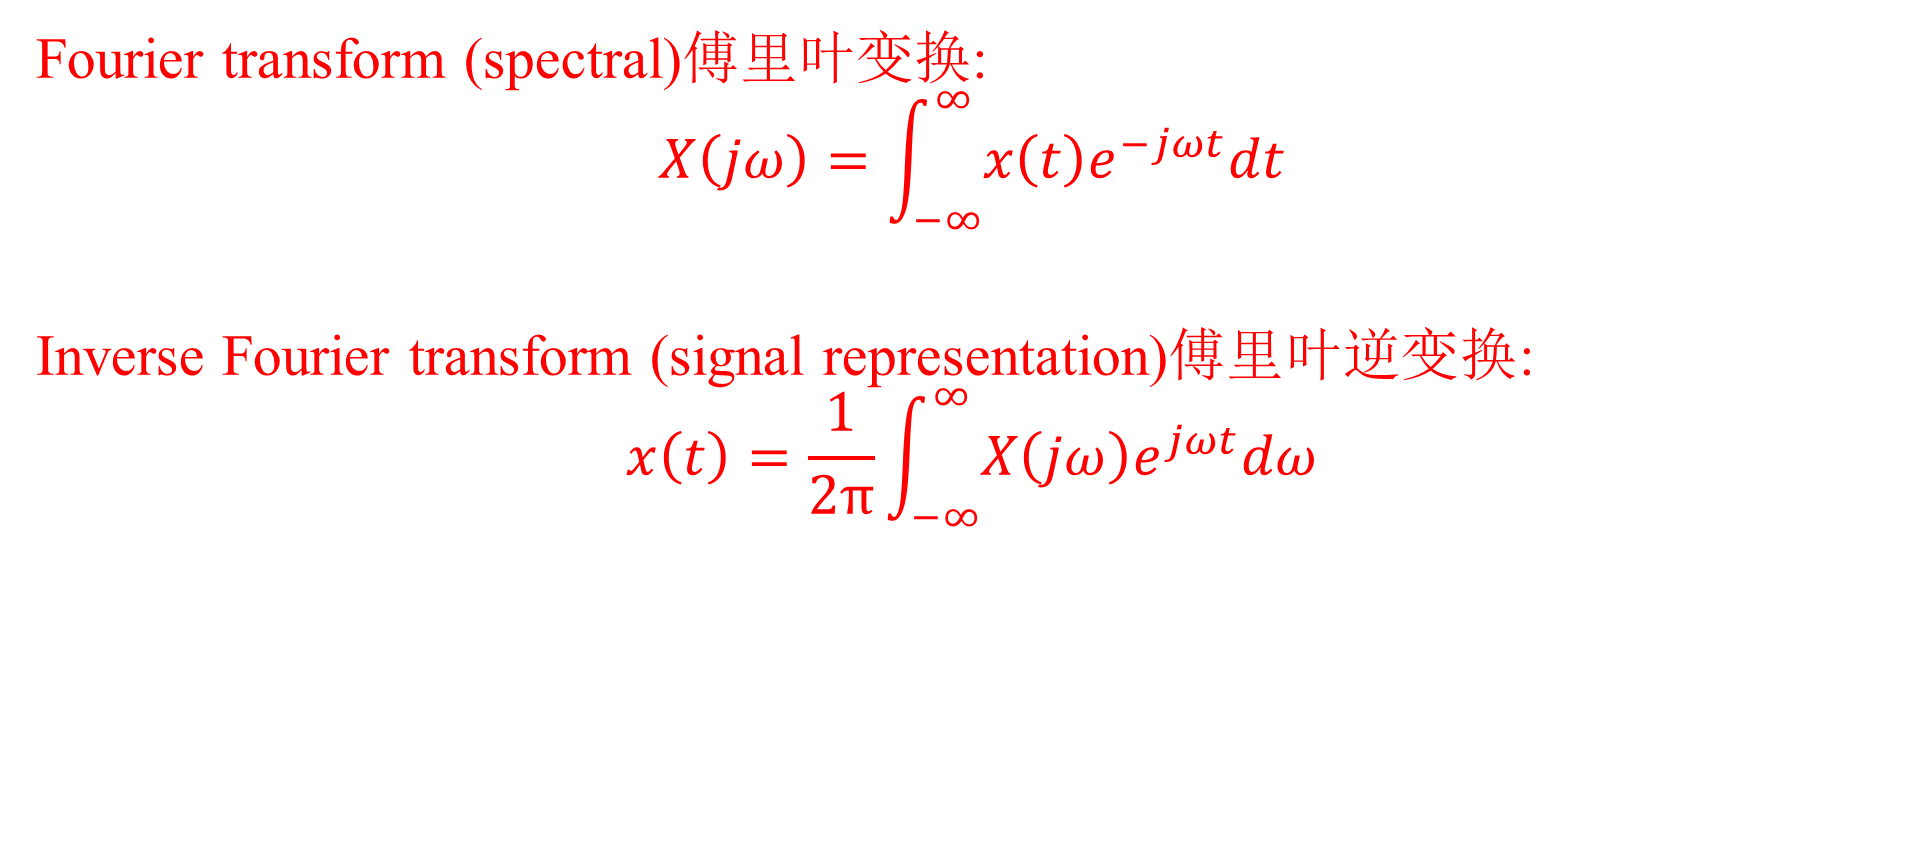 Fourier transform (spectral)傅里叶变换:
X(jω) = ∫_{-∞}^{∞} x(t)e^{-jωt}dt
Inverse Fourier transform (signal representation)傅里叶逆变换:
x(t) = \frac{1}{2π} ∫_{-∞}^{∞} X(jω)e^{jωt}dω